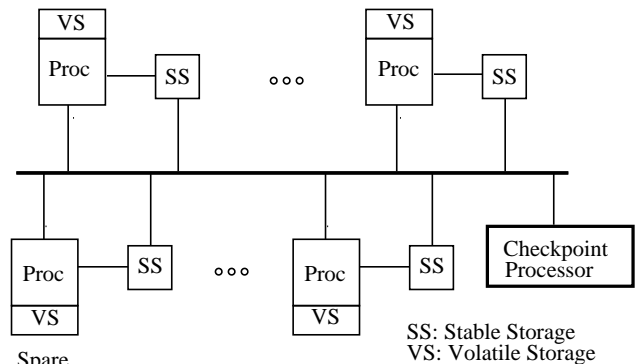 VS
Proc
SS
VS
Proc
SS
Proc
VS
SS
Proc
VS
SS
Checkpoint
Processor
Spare
SS: Stable Storage
VS: Volatile Storage